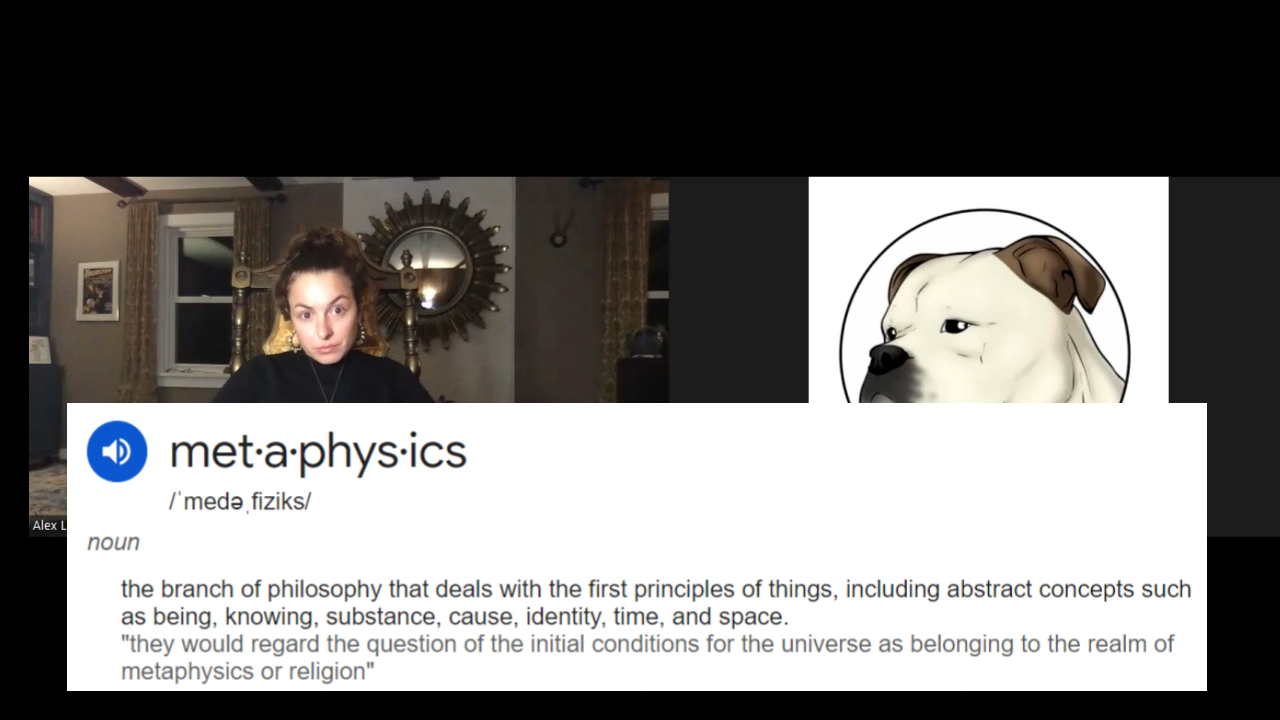 Alex L
met·a·phys·ics
/ˈmedəˌfiziks/
noun
the branch of philosophy that deals with the first principles of things, including abstract concepts such
as being, knowing, substance, cause, identity, time, and space.
"they would regard the question of the initial conditions for the universe as belonging to the realm of
metaphysics or religion"